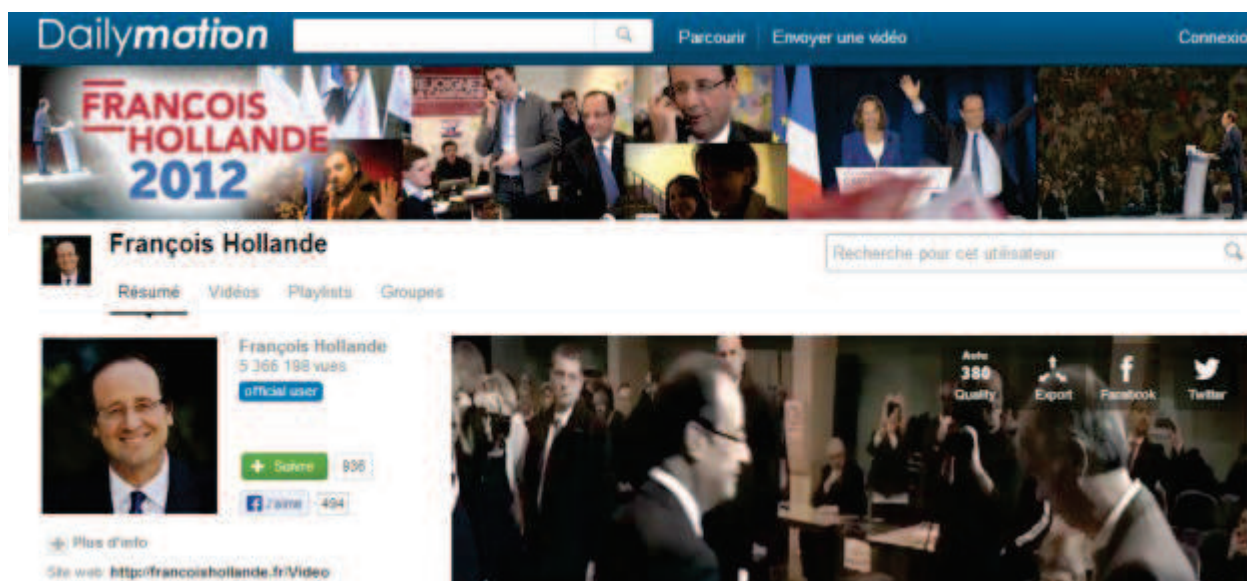 Dailymotion
Parcourir
Envoyer une vidéo
Connexio
FRANÇOIS
HOLLANDE
2012
François Hollande
Recherche pour cet utilisateur
Résumé
Vidéos
Playlists
Groupes
François Hollande
5 366 198 vues
official user
Suivre
936
J'aime
494
Auto
380
Quality
Export
Facebook
Twitter
Plus d'info
Site web http://francoishollande.fr/Video